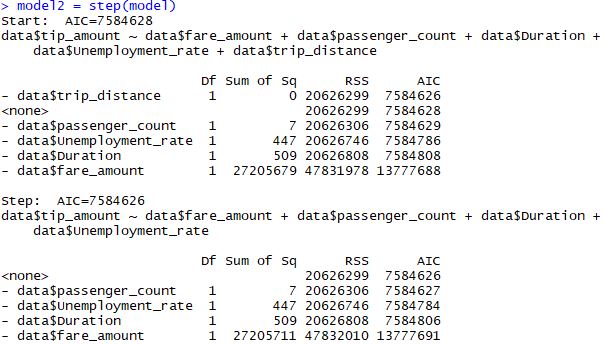 > model2 = step(model)
Start:  AIC=7584628
data$tip_amount ~ data$fare_amount + data$passenger_count + data$Duration +
    data$Unemployment_rate + data$trip_distance

                         Df Sum of Sq      RSS      AIC
- data$trip_distance      1         0 20626299  7584626
<none>                                20626299  7584628
- data$passenger_count    1         7 20626306  7584629
- data$Unemployment_rate  1       447 20626746  7584786
- data$Duration           1       509 20626808  7584808
- data$fare_amount        1  27205679 47831978 13777688

Step:  AIC=7584626
data$tip_amount ~ data$fare_amount + data$passenger_count + data$Duration +
    data$Unemployment_rate

                         Df Sum of Sq      RSS      AIC
<none>                                20626299  7584626
- data$passenger_count    1         7 20626306  7584627
- data$Unemployment_rate  1       447 20626746  7584784
- data$Duration           1       509 20626808  7584806
- data$fare_amount        1  27205711 47832010 13777691